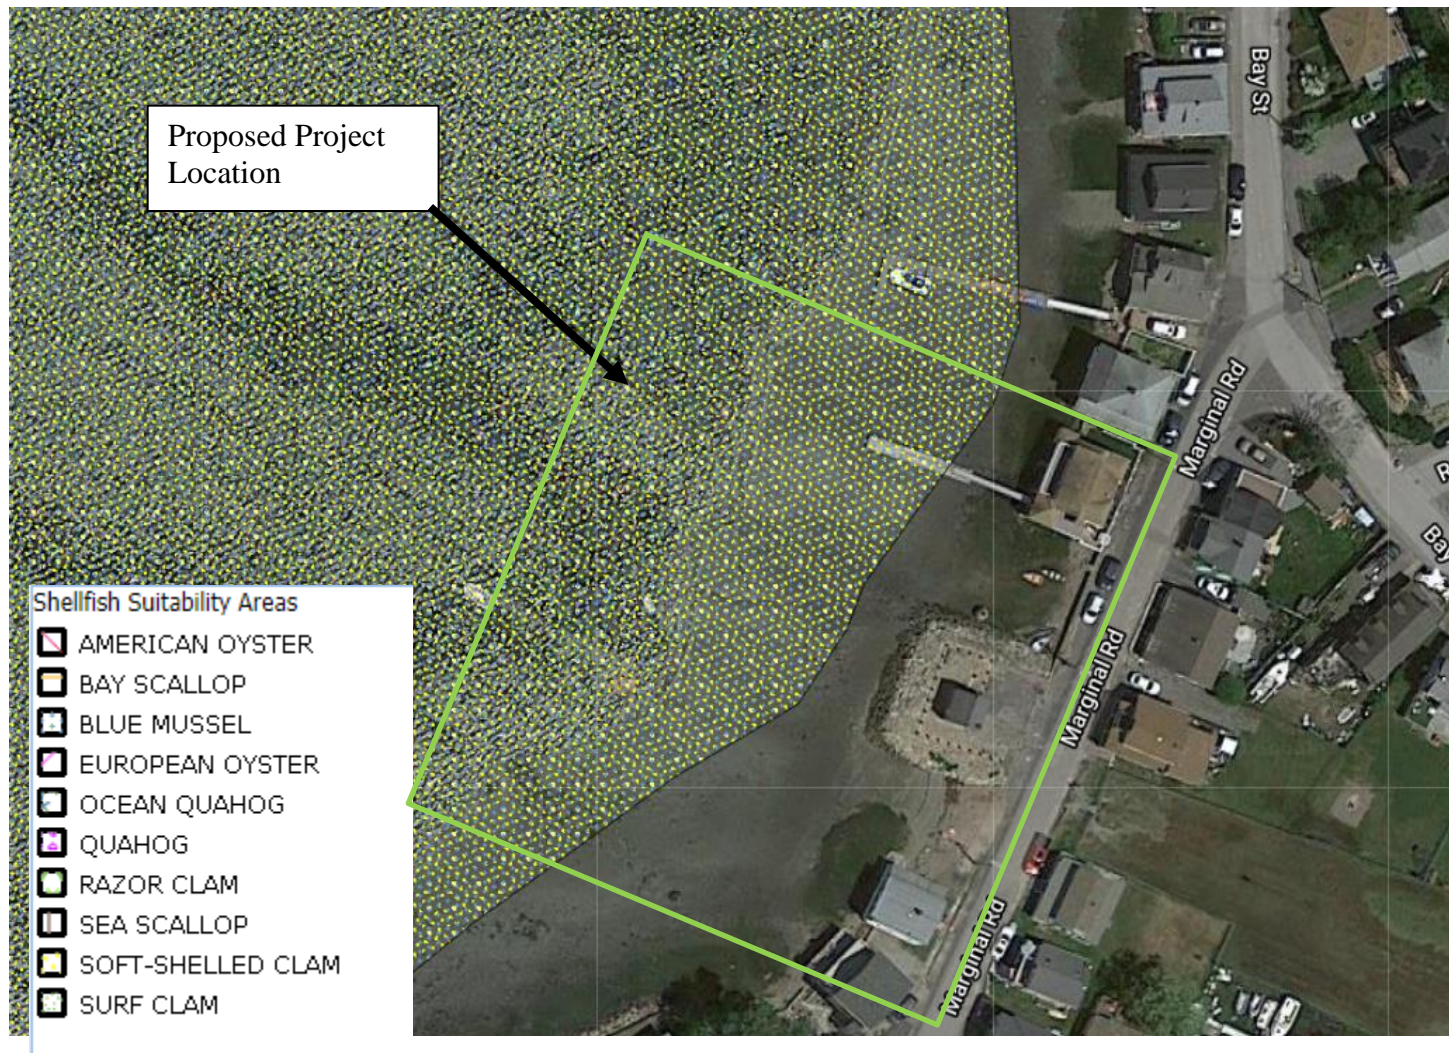 Proposed Project
Location
Bay St
Marginal Rd
Marginal Rd
Marginal Rd
Bay
Shellfish Suitability Areas
AMERICAN OYSTER
BAY SCALLOP
BLUE MUSSEL
EUROPEAN OYSTER
OCEAN QUAHOG
QUAHOG
RAZOR CLAM
SEA SCALLOP
SOFT-SHELLED CLAM
SURF CLAM